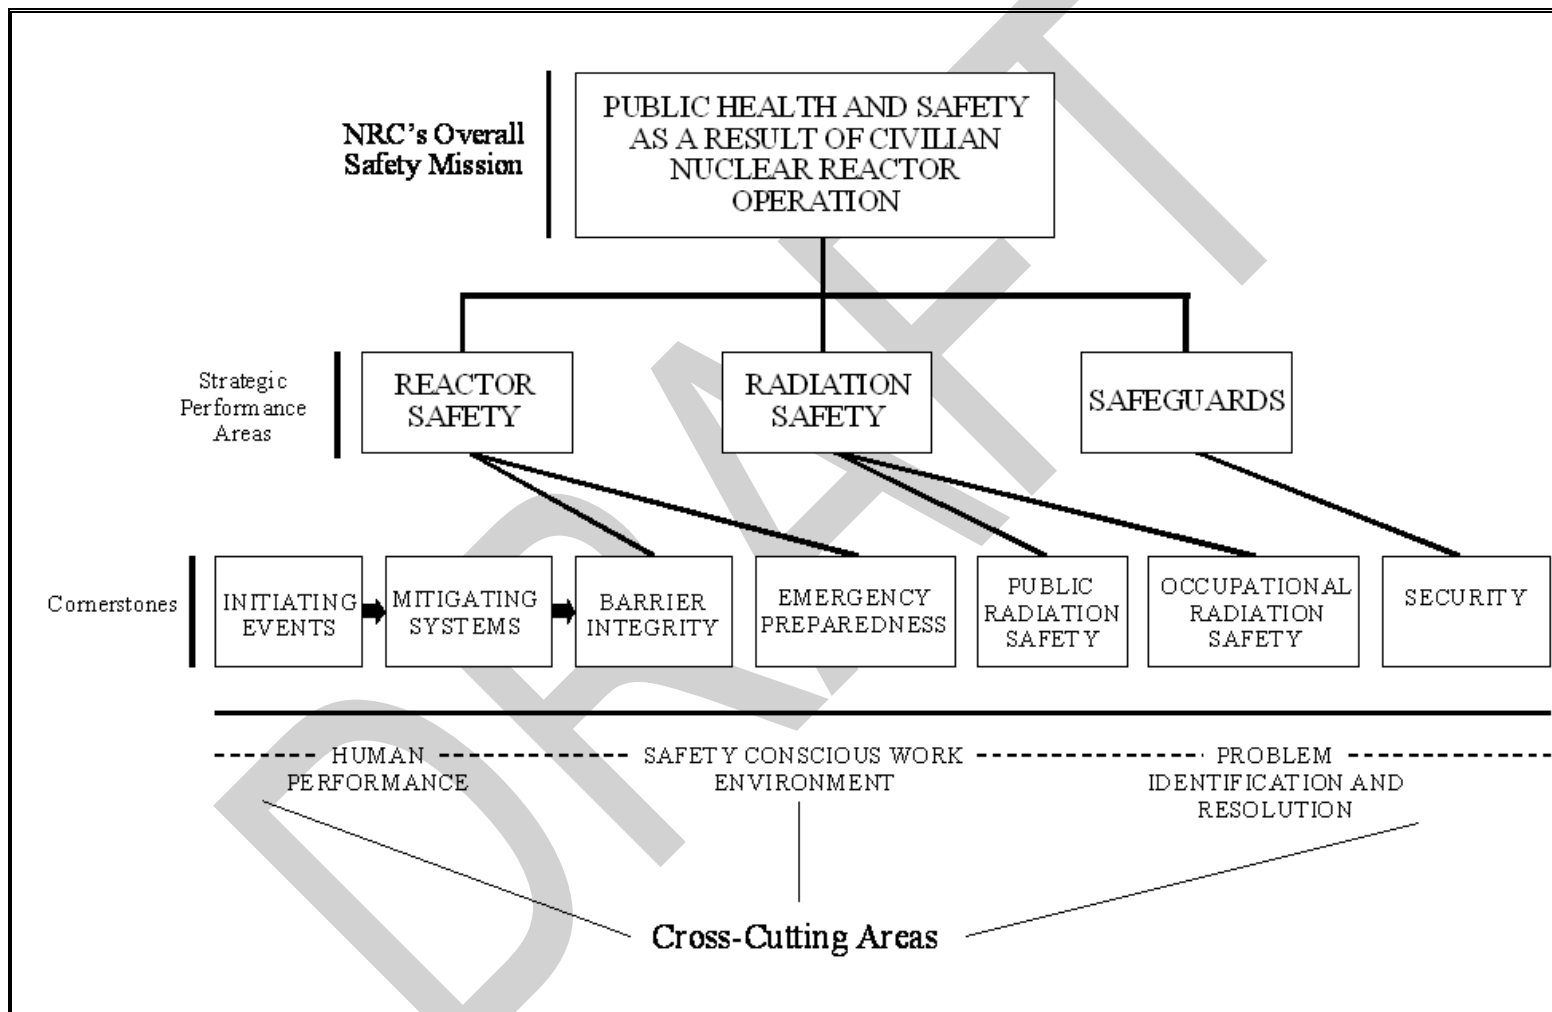 NRC's Overall
Safety Mission
PUBLIC HEALTH AND SAFETY
AS A RESULT OF CIVILIAN
NUCLEAR REACTOR
OPERATION
Strategic
Performance
Areas
REACTOR
SAFETY
RADIATION
SAFETY
SAFEGUARDS
Cornerstones
INITIATING
EVENTS
MITIGATING
SYSTEMS
BARRIER
INTEGRITY
EMERGENCY
PREPAREDNESS
PUBLIC
RADIATION
SAFETY
OCCUPATIONAL
RADIATION
SAFETY
SECURITY
HUMAN
PERFORMANCE
SAFETY CONSCIOUS WORK
ENVIRONMENT
PROBLEM
IDENTIFICATION AND
RESOLUTION
Cross-Cutting Areas
DRAFT